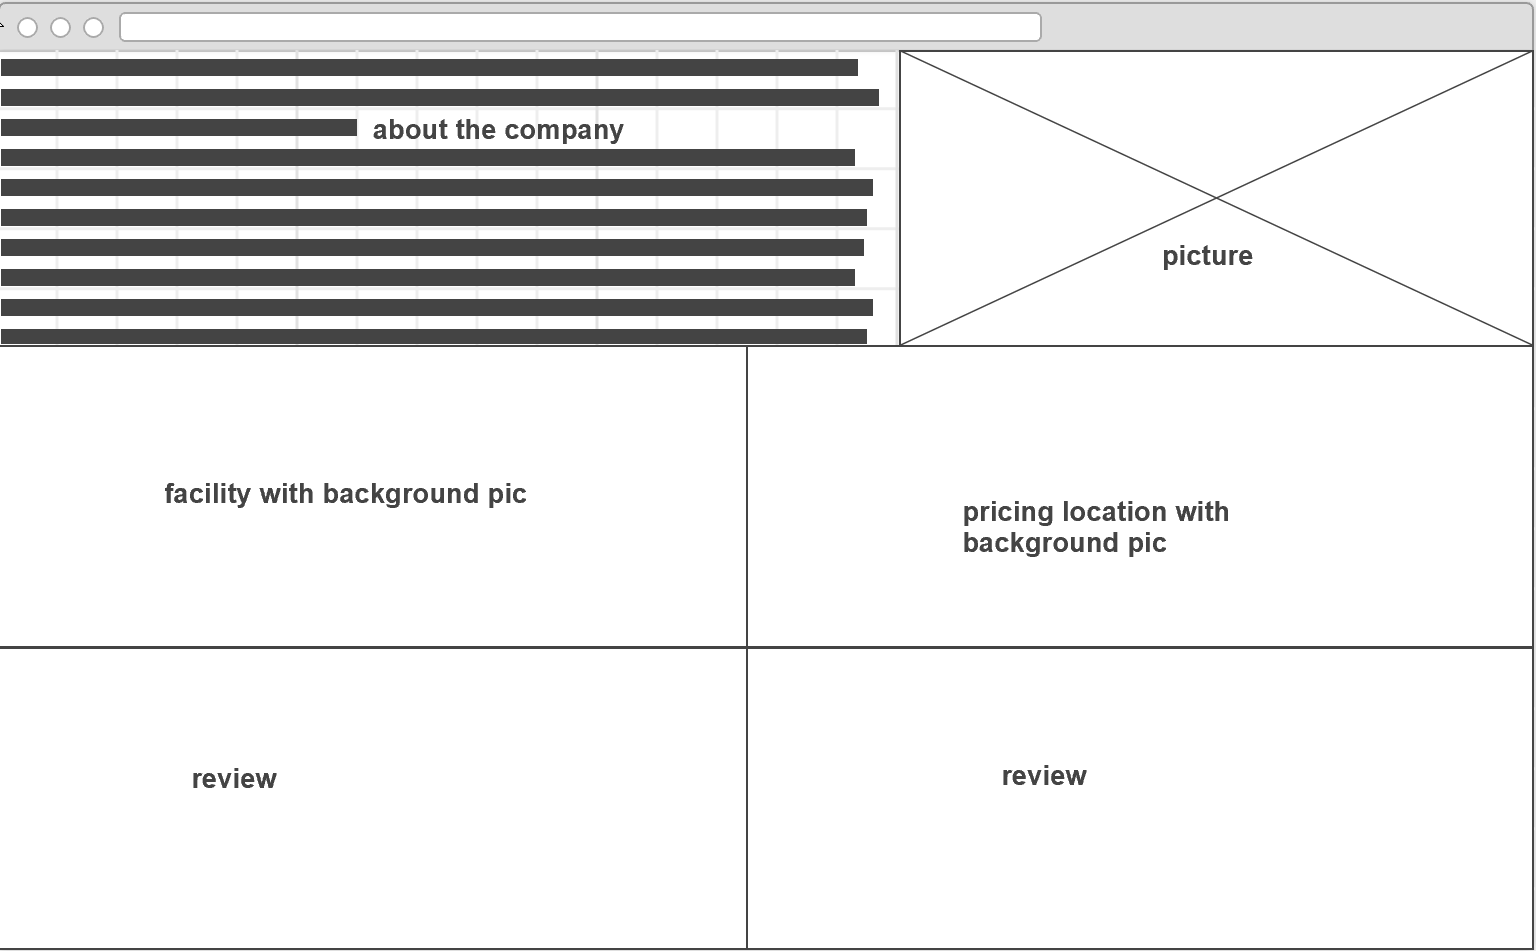 about the company
picture
facility with background pic
pricing location with
background pic
review
review